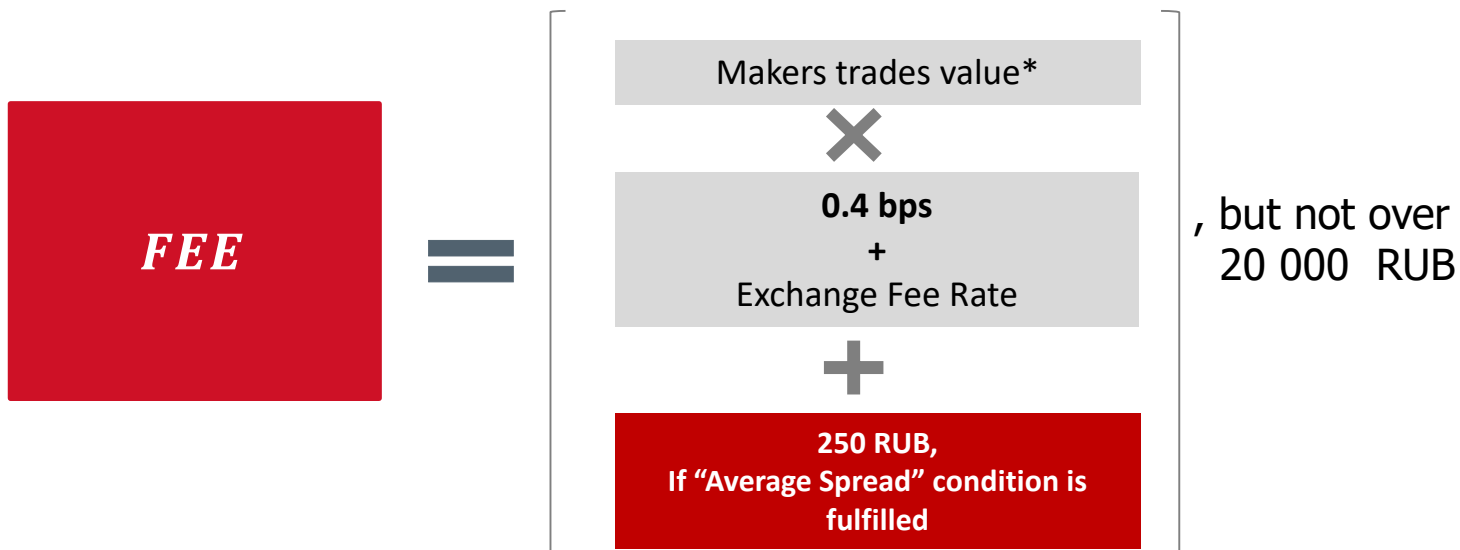 FEE
=
Makers trades value*
×
0.4 bps
+
Exchange Fee Rate
+
250 RUB,
If “Average Spread” condition is
fulfilled
, but not over
20 000 RUB